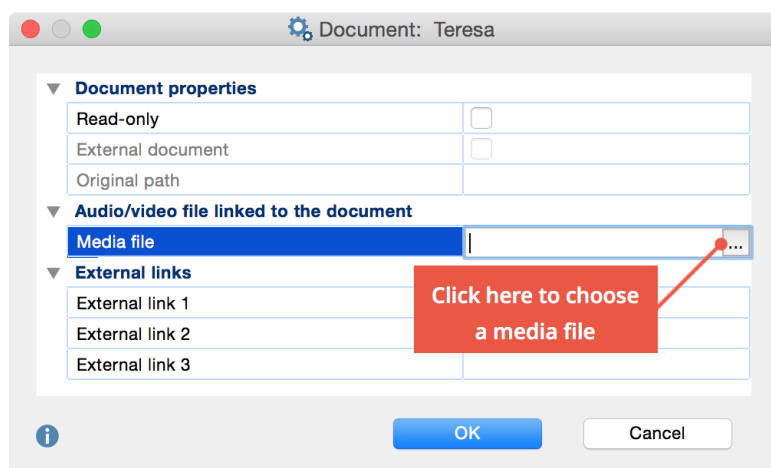 Document: Teresa
Document properties
Read-only
External document
Original path
Audio/video file linked to the document
Media file
...
External links
External link 1
External link 2
External link 3
Click here to choose
a media file
i
OK Cancel